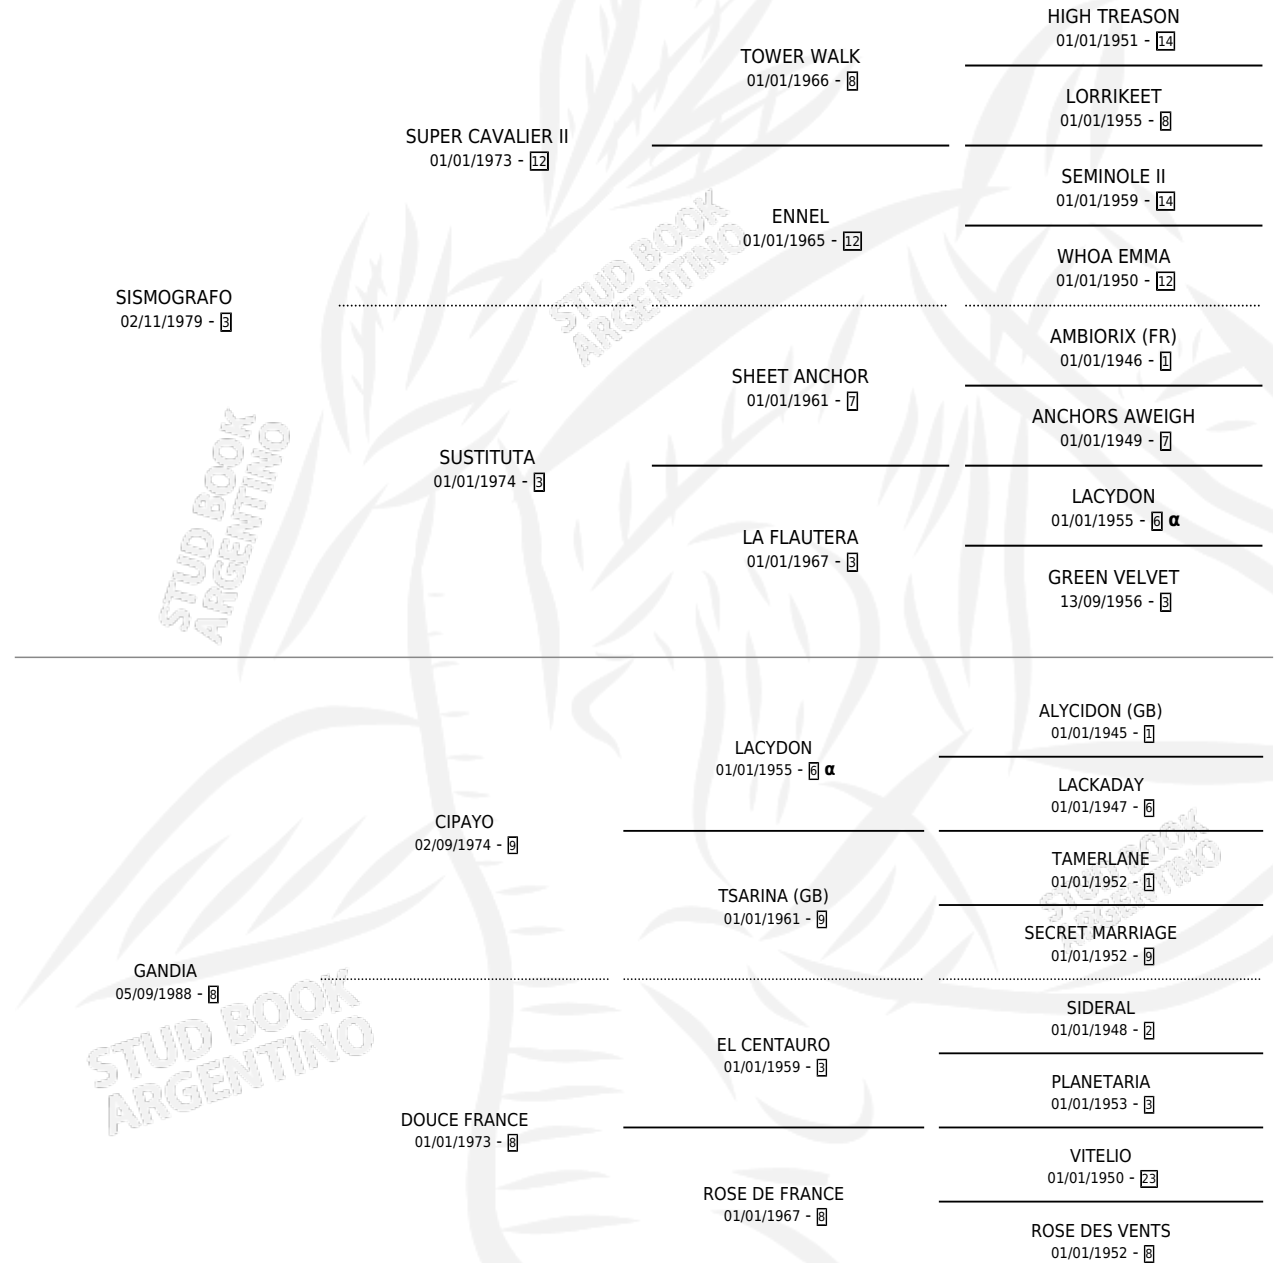 HIGH TREASON
01/01/1951 - 14
TOWER WALK
01/01/1966 - 8
LORRIKEET
01/01/1955 - 8
SUPER CAVALIER II
01/01/1973 - 12
SEMINOLE II
01/01/1959 - 14
ENNEL
01/01/1965 - 12
WHOA EMMA
01/01/1950 - 12
SISMOGRAFO
02/11/1979 - 3
AMBIORIX (FR)
01/01/1946 - 1
SHEET ANCHOR
01/01/1961 - 7
ANCHORS AWEIGH
01/01/1949 - 7
SUSTITUTA
01/01/1974 - 3
LACYDON
01/01/1955 - 6 α
LA FLAUTERA
01/01/1967 - 3
GREEN VELVET
13/09/1956 - 3
ALYCIDON (GB)
01/01/1945 - 1
LACYDON
01/01/1955 - 6 α
LACKADAY
01/01/1947 - 6
CIPAYO
02/09/1974 - 9
TAMERLANE
01/01/1952 - 1
TSARINA (GB)
01/01/1961 - 9
SECRET MARRIAGE
01/01/1952 - 9
GANDIA
05/09/1988 - 8
SIDERAL
01/01/1948 - 2
EL CENTAURO
01/01/1959 - 3
PLANETARIA
01/01/1953 - 3
DOUCE FRANCE
01/01/1973 - 8
VITELIO
01/01/1950 - 23
ROSE DE FRANCE
01/01/1967 - 8
ROSE DES VENTS
01/01/1952 - 8
STUD BOOK
ARGENTINO
STUD BOOK
ARGENTINO
STUD BOOK
ARGENTINO
STUD BOOK
ARGENTINO